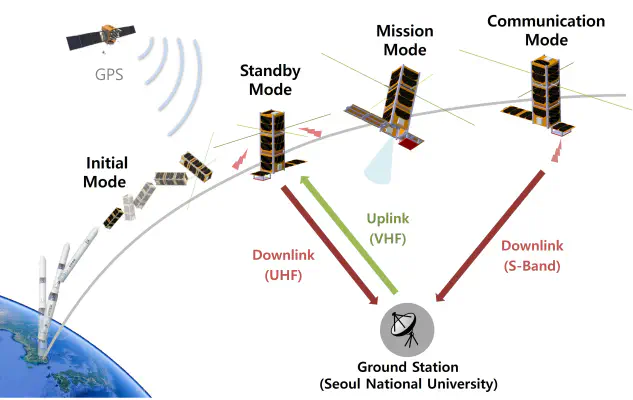 GPS
Initial
Mode
Standby
Mode
Mission
Mode
Communication
Mode
Downlink
(UHF)
Uplink
(VHF)
Downlink
(S-Band)
Ground Station
(Seoul National University)